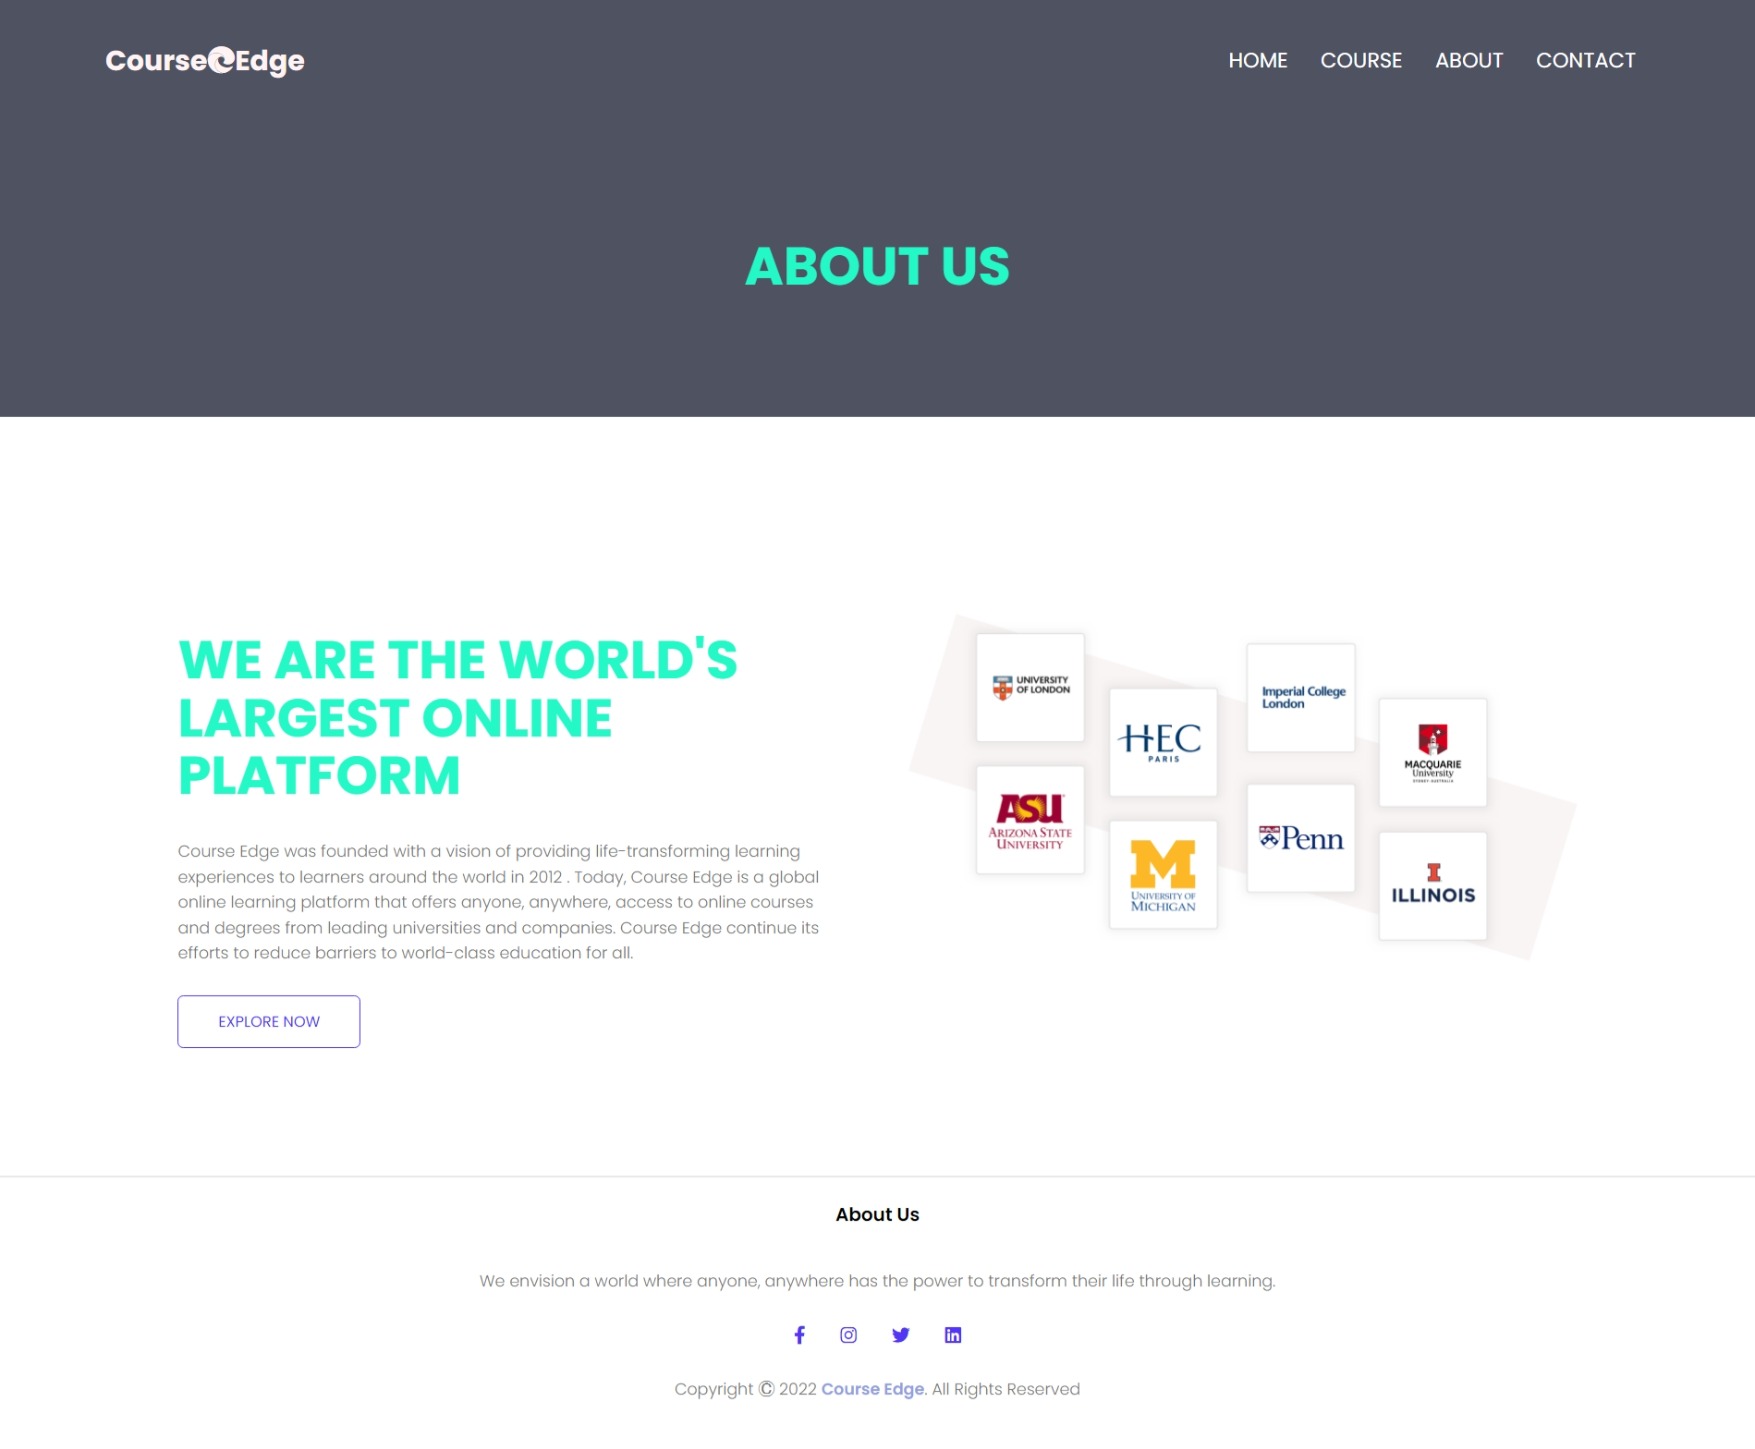 Course Edge
HOME COURSE ABOUT CONTACT
ABOUT US
WE ARE THE WORLD'S
LARGEST ONLINE
PLATFORM
Course Edge was founded with a vision of providing life-transforming learning
experiences to learners around the world in 2012 . Today, Course Edge is a global
online learning platform that offers anyone, anywhere, access to online courses
and degrees from leading universities and companies. Course Edge continue its
efforts to reduce barriers to world-class education for all.
EXPLORE NOW
UNIVERSITY
OF LONDON
ASU
ARIZONA STATE
UNIVERSITY
HEC
PARIS
M
UNIVERSITY OF
MICHIGAN
Imperial College
London
Penn
MACQUARIE
University
SYDNEY·AUSTRALIA
I
ILLINOIS
About Us
We envision a world where anyone, anywhere has the power to transform their life through learning.
Copyright © 2022 Course Edge. All Rights Reserved